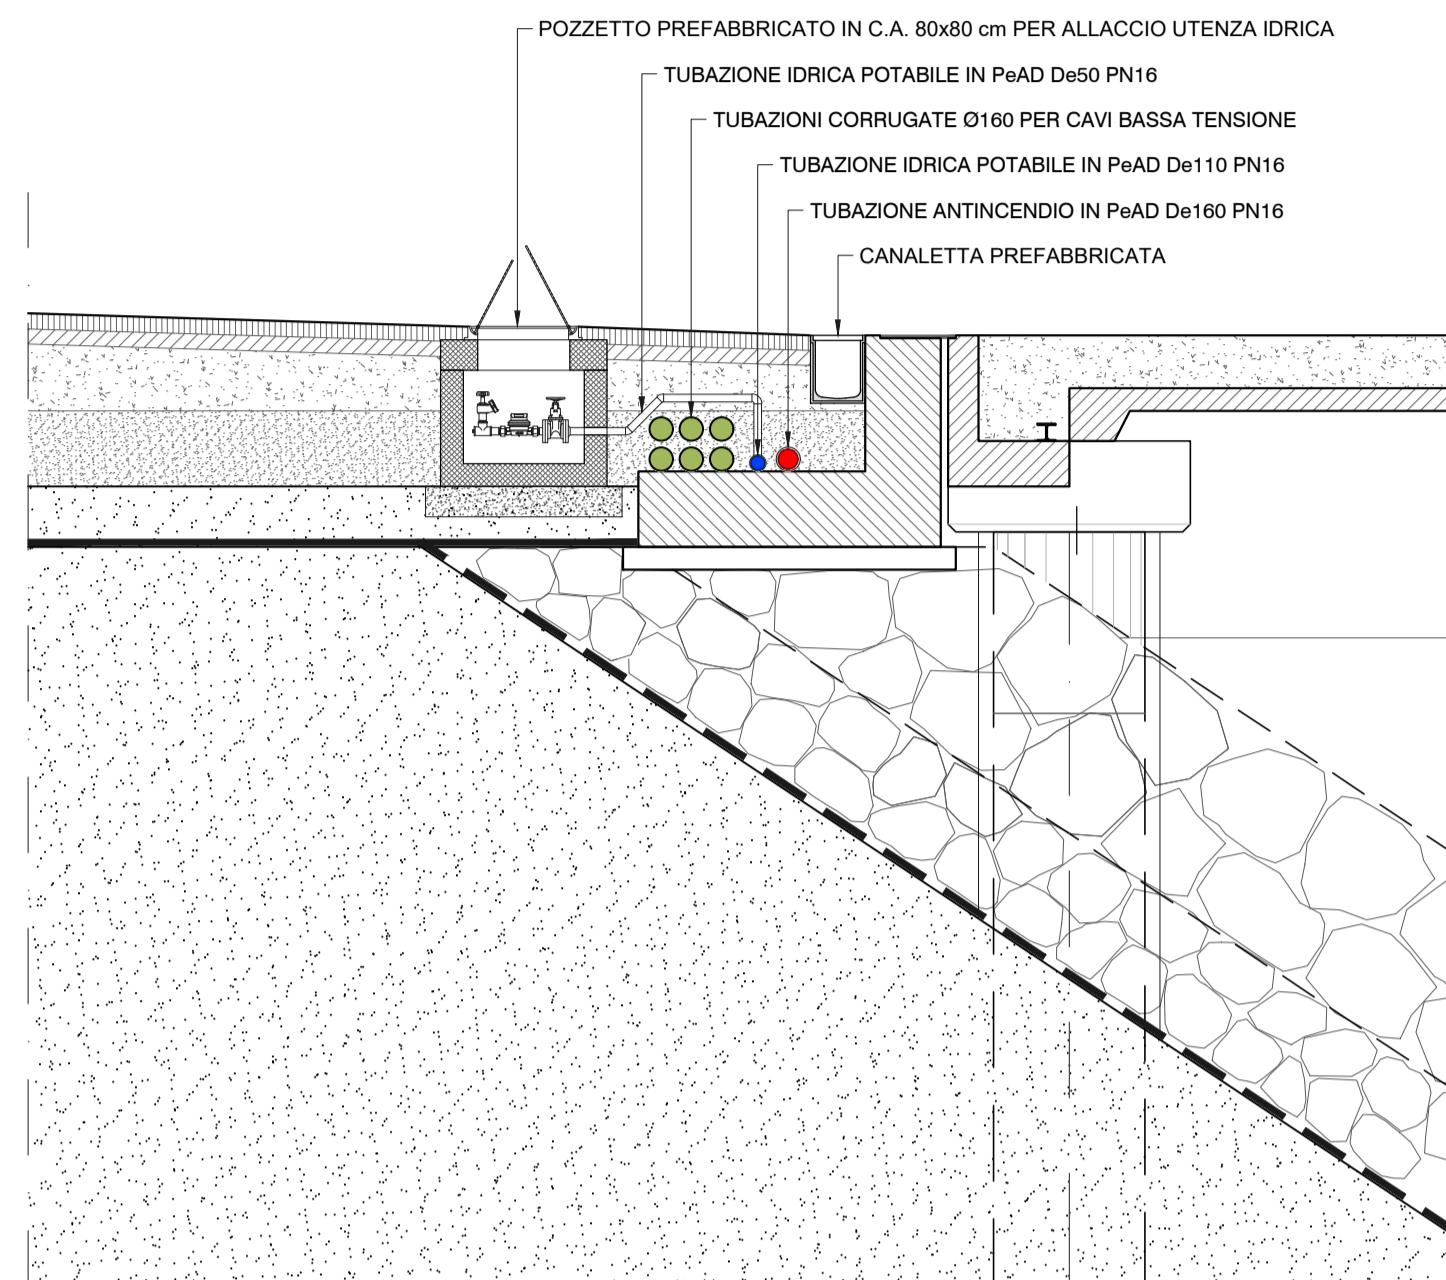 POZZETTO PREFABBRICATO IN C.A. 80x80 cm PER ALLACCIO UTENZA IDRICA
TUBAZIONE IDRICA POTABILE IN PeAD De50 PN16
TUBAZIONI CORRUGATE Ø160 PER CAVI BASSA TENSIONE
TUBAZIONE IDRICA POTABILE IN PeAD De110 PN16
TUBAZIONE ANTINCENDIO IN PeAD De160 PN16
CANALETTA PREFABBRICATA